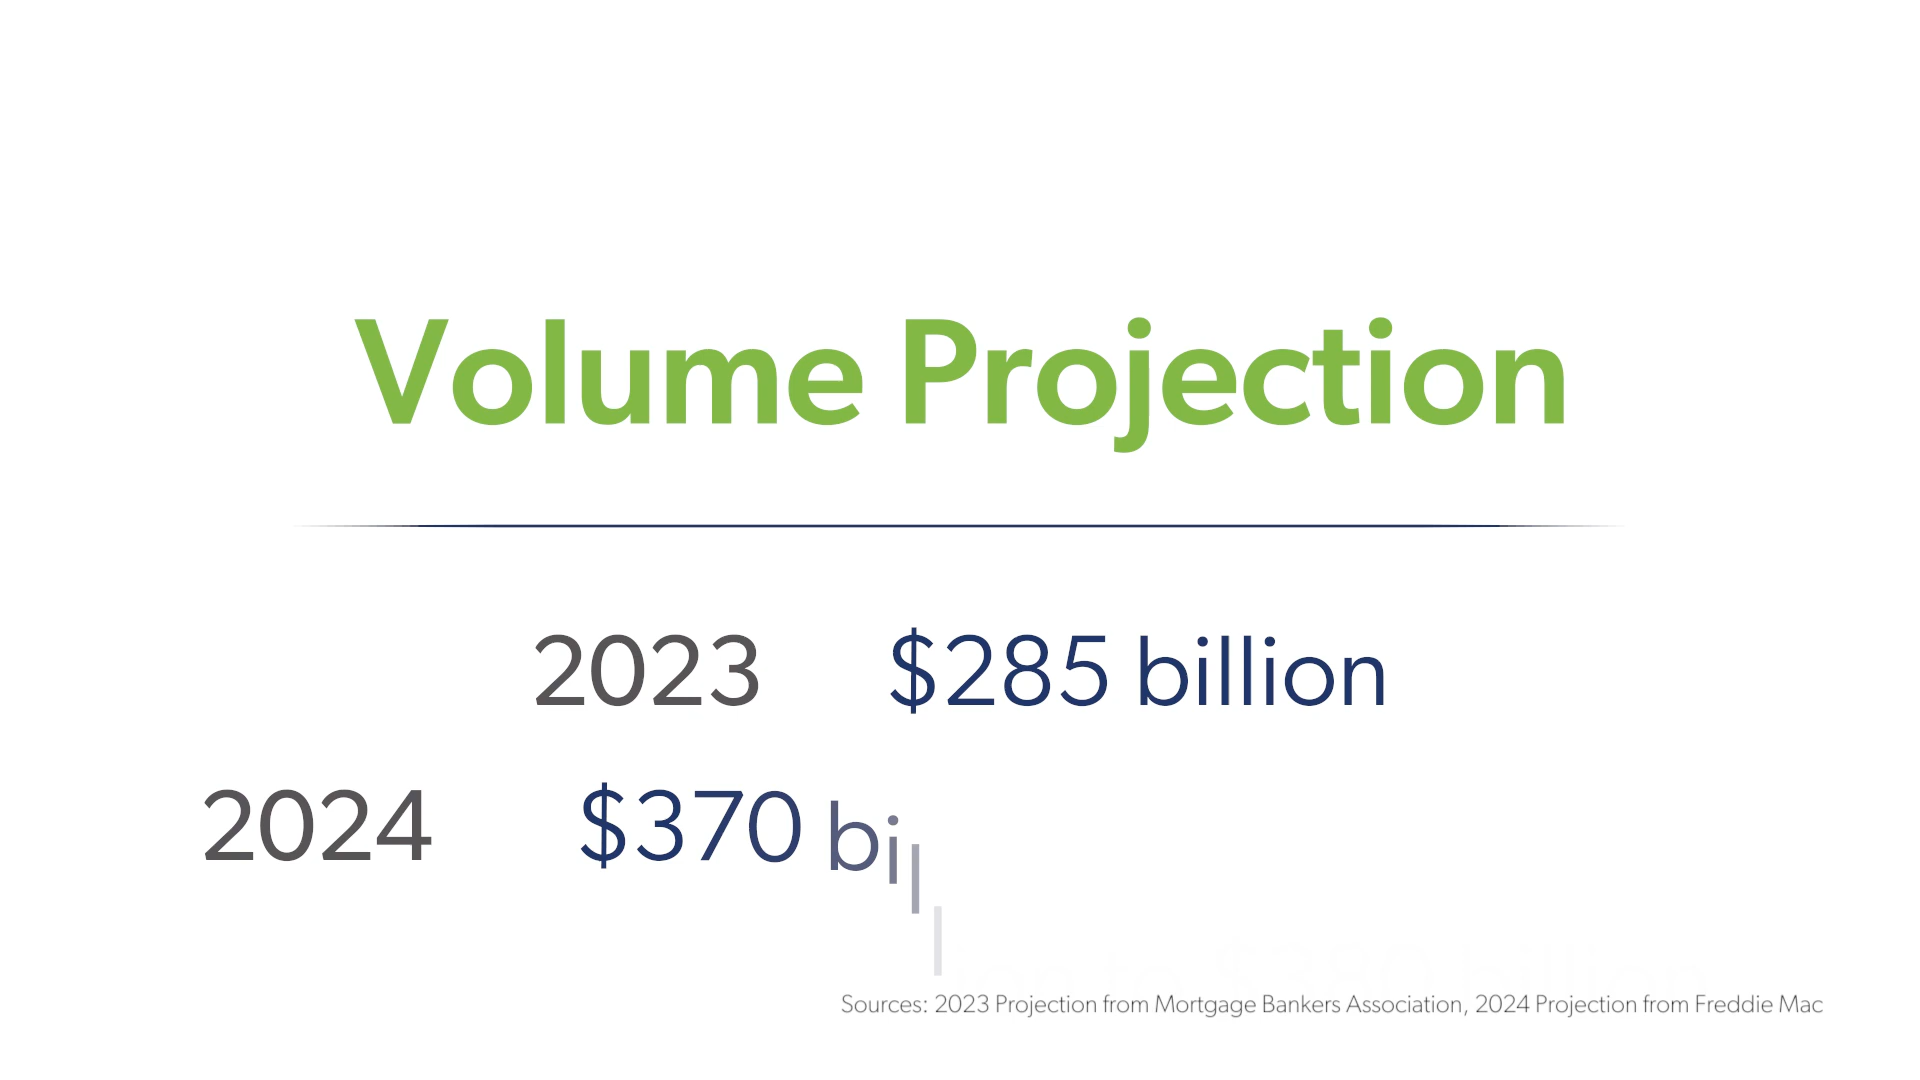 Volume Projection
2023 $285 billion
2024 $370 bill
Sources: 2023 Projection from Mortgage Bankers Association, 2024 Projection from Freddie Mac